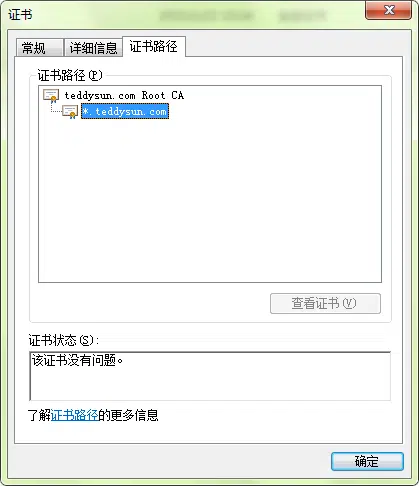 证书
常规 详细信息 证书路径
证书路径(P)
teddysun.com Root CA
*.teddysun.com
查看证书(V)
证书状态(S):
该证书没有问题。
了解证书路径的更多信息
确定